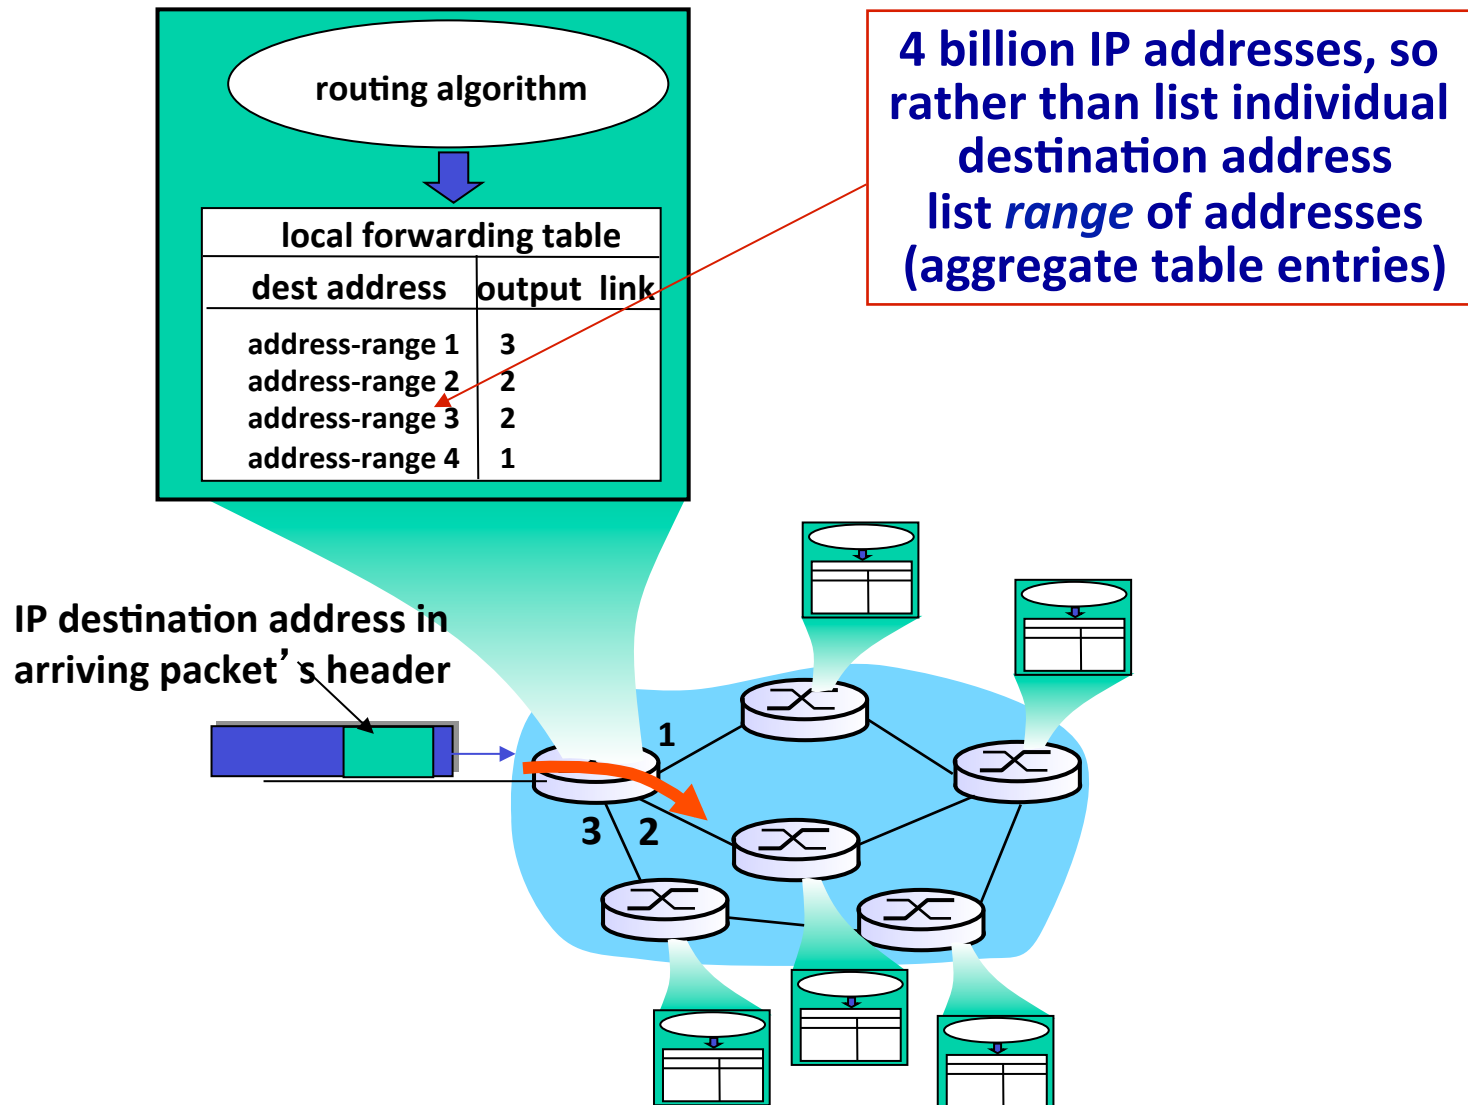 routing algorithm
4 billion IP addresses, so
rather than list individual
destination address
list range of addresses
(aggregate table entries)
local forwarding table
dest address output link
address-range 1 3
address-range 2 2
address-range 3 2
address-range 4 1
IP destination address in
arriving packet’s header
1
3 2